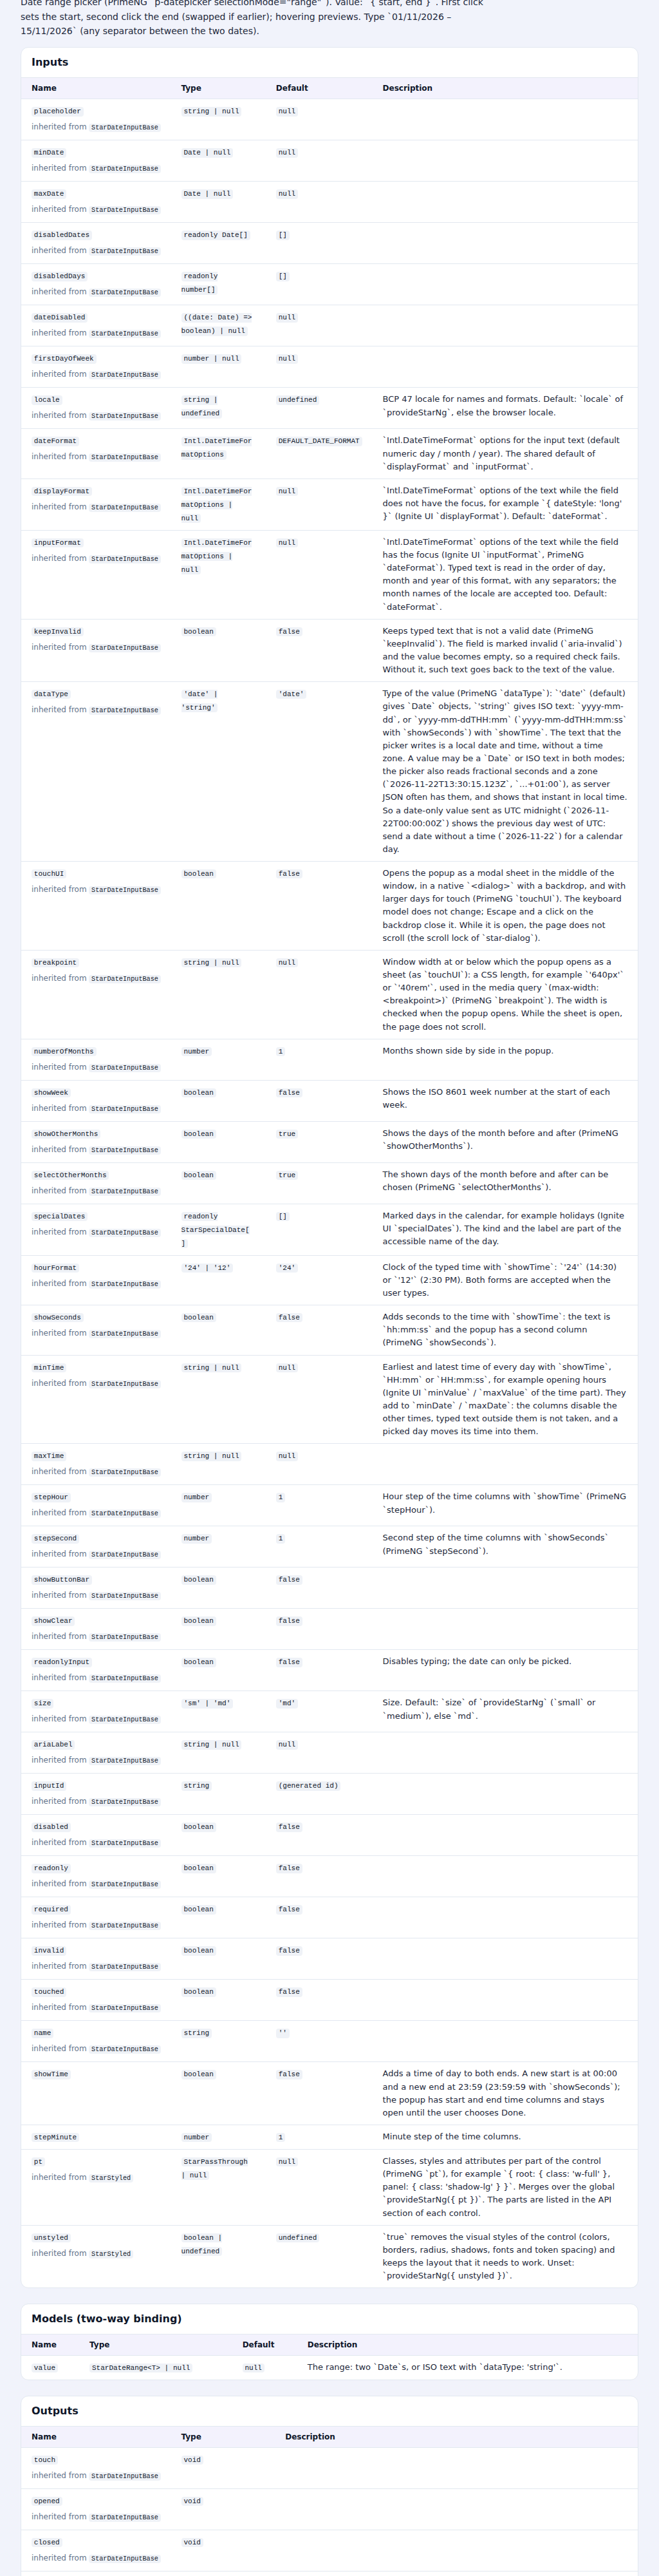 Date range picker (PrimeNG `p-datepicker selectionMode="range"`). Value: `{ start, end }`. First click
sets the start, second click the end (swapped if earlier); hovering previews. Type `01/11/2026 –
15/11/2026` (any separator between the two dates).
Inputs
Name Type Default Description
placeholder string | null null
inherited from StarDateInputBase
minDate Date | null null
inherited from StarDateInputBase
maxDate Date | null null
inherited from StarDateInputBase
disabledDates readonly Date[] []
inherited from StarDateInputBase
disabledDays readonly []
inherited from StarDateInputBase number[]
dateDisabled ((date: Date) => null
inherited from StarDateInputBase boolean) | null
firstDayOfWeek number | null null
inherited from StarDateInputBase
locale string | undefined BCP 47 locale for names and formats. Default: `locale` of
inherited from StarDateInputBase undefined `provideStarNg`, else the browser locale.
dateFormat Intl.DateTimeFor DEFAULT_DATE_FORMAT `Intl.DateTimeFormat` options for the input text (default
inherited from StarDateInputBase matOptions numeric day / month / year). The shared default of
`displayFormat` and `inputFormat`.
displayFormat Intl.DateTimeFor null `Intl.DateTimeFormat` options of the text while the field
inherited from StarDateInputBase matOptions | does not have the focus, for example `{ dateStyle: 'long'
null }` (Ignite UI `displayFormat`). Default: `dateFormat`.
inputFormat Intl.DateTimeFor null `Intl.DateTimeFormat` options of the text while the field
inherited from StarDateInputBase matOptions | has the focus (Ignite UI `inputFormat`, PrimeNG
null `dateFormat`). Typed text is read in the order of day,
month and year of this format, with any separators; the
month names of the locale are accepted too. Default:
`dateFormat`.
keepInvalid boolean false Keeps typed text that is not a valid date (PrimeNG
inherited from StarDateInputBase `keepInvalid`). The field is marked invalid (`aria-invalid`)
and the value becomes empty, so a required check fails.
Without it, such text goes back to the text of the value.
dataType 'date' | 'date' Type of the value (PrimeNG `dataType`): `'date'` (default)
inherited from StarDateInputBase 'string' gives `Date` objects, `'string'` gives ISO text: `yyyy-mm-
dd`, or `yyyy-mm-ddTHH:mm` (`yyyy-mm-ddTHH:mm:ss`
with `showSeconds`) with `showTime`. The text that the
picker writes is a local date and time, without a time
zone. A value may be a `Date` or ISO text in both modes;
the picker also reads fractional seconds and a zone
(`2026-11-22T13:30:15.123Z`, `...+01:00`), as server
JSON often has them, and shows that instant in local time.
So a date-only value sent as UTC midnight (`2026-11-
22T00:00:00Z`) shows the previous day west of UTC:
send a date without a time (`2026-11-22`) for a calendar
day.
touchUI boolean false Opens the popup as a modal sheet in the middle of the
inherited from StarDateInputBase window, in a native `<dialog>` with a backdrop, and with
larger days for touch (PrimeNG `touchUI`). The keyboard
model does not change; Escape and a click on the
backdrop close it. While it is open, the page does not
scroll (the scroll lock of `star-dialog`).
breakpoint string | null null Window width at or below which the popup opens as a
inherited from StarDateInputBase sheet (as `touchUI`): a CSS length, for example `'640px'`
or `'40rem'`, used in the media query `(max-width:
<breakpoint>)` (PrimeNG `breakpoint`). The width is
checked when the popup opens. While the sheet is open,
the page does not scroll.
numberOfMonths number 1 Months shown side by side in the popup.
inherited from StarDateInputBase
showWeek boolean false Shows the ISO 8601 week number at the start of each
inherited from StarDateInputBase week.
showOtherMonths boolean true Shows the days of the month before and after (PrimeNG
inherited from StarDateInputBase `showOtherMonths`).
selectOtherMonths boolean true The shown days of the month before and after can be
inherited from StarDateInputBase chosen (PrimeNG `selectOtherMonths`).
specialDates readonly [] Marked days in the calendar, for example holidays (Ignite
inherited from StarDateInputBase StarSpecialDate[ UI `specialDates`). The kind and the label are part of the
] accessible name of the day.
hourFormat '24' | '12' '24' Clock of the typed time with `showTime`: `'24'` (14:30)
inherited from StarDateInputBase or `'12'` (2:30 PM). Both forms are accepted when the
user types.
showSeconds boolean false Adds seconds to the time with `showTime`: the text is
inherited from StarDateInputBase `hh:mm:ss` and the popup has a second column
(PrimeNG `showSeconds`).
minTime string | null null Earliest and latest time of every day with `showTime`,
inherited from StarDateInputBase `HH:mm` or `HH:mm:ss`, for example opening hours
(Ignite UI `minValue` / `maxValue` of the time part). They
add to `minDate` / `maxDate`: the columns disable the
other times, typed text outside them is not taken, and a
picked day moves its time into them.
maxTime string | null null
inherited from StarDateInputBase
stepHour number 1 Hour step of the time columns with `showTime` (PrimeNG
inherited from StarDateInputBase `stepHour`).
stepSecond number 1 Second step of the time columns with `showSeconds`
inherited from StarDateInputBase (PrimeNG `stepSecond`).
showButtonBar boolean false
inherited from StarDateInputBase
showClear boolean false
inherited from StarDateInputBase
readonlyInput boolean false Disables typing; the date can only be picked.
inherited from StarDateInputBase
size 'sm' | 'md' 'md' Size. Default: `size` of `provideStarNg` (`small` or
inherited from StarDateInputBase `medium`), else `md`.
ariaLabel string | null null
inherited from StarDateInputBase
inputId string (generated id)
inherited from StarDateInputBase
disabled boolean false
inherited from StarDateInputBase
readonly boolean false
inherited from StarDateInputBase
required boolean false
inherited from StarDateInputBase
invalid boolean false
inherited from StarDateInputBase
touched boolean false
inherited from StarDateInputBase
name string ''
inherited from StarDateInputBase
showTime boolean false Adds a time of day to both ends. A new start is at 00:00
and a new end at 23:59 (23:59:59 with `showSeconds`);
the popup has start and end time columns and stays
open until the user chooses Done.
stepMinute number 1 Minute step of the time columns.
pt StarPassThrough null Classes, styles and attributes per part of the control
inherited from StarStyled | null (PrimeNG `pt`), for example `{ root: { class: 'w-full' },
panel: { class: 'shadow-lg' } }`. Merges over the global
`provideStarNg({ pt })`. The parts are listed in the API
section of each control.
unstyled boolean | undefined `true` removes the visual styles of the control (colors,
inherited from StarStyled undefined borders, radius, shadows, fonts and token spacing) and
keeps the layout that it needs to work. Unset:
`provideStarNg({ unstyled })`.
Models (two-way binding)
Name Type Default Description
value StarDateRange<T> | null null The range: two `Date`s, or ISO text with `dataType: 'string'`.
Outputs
Name Type Description
touch void
inherited from StarDateInputBase
opened void
inherited from StarDateInputBase
closed void
inherited from StarDateInputBase